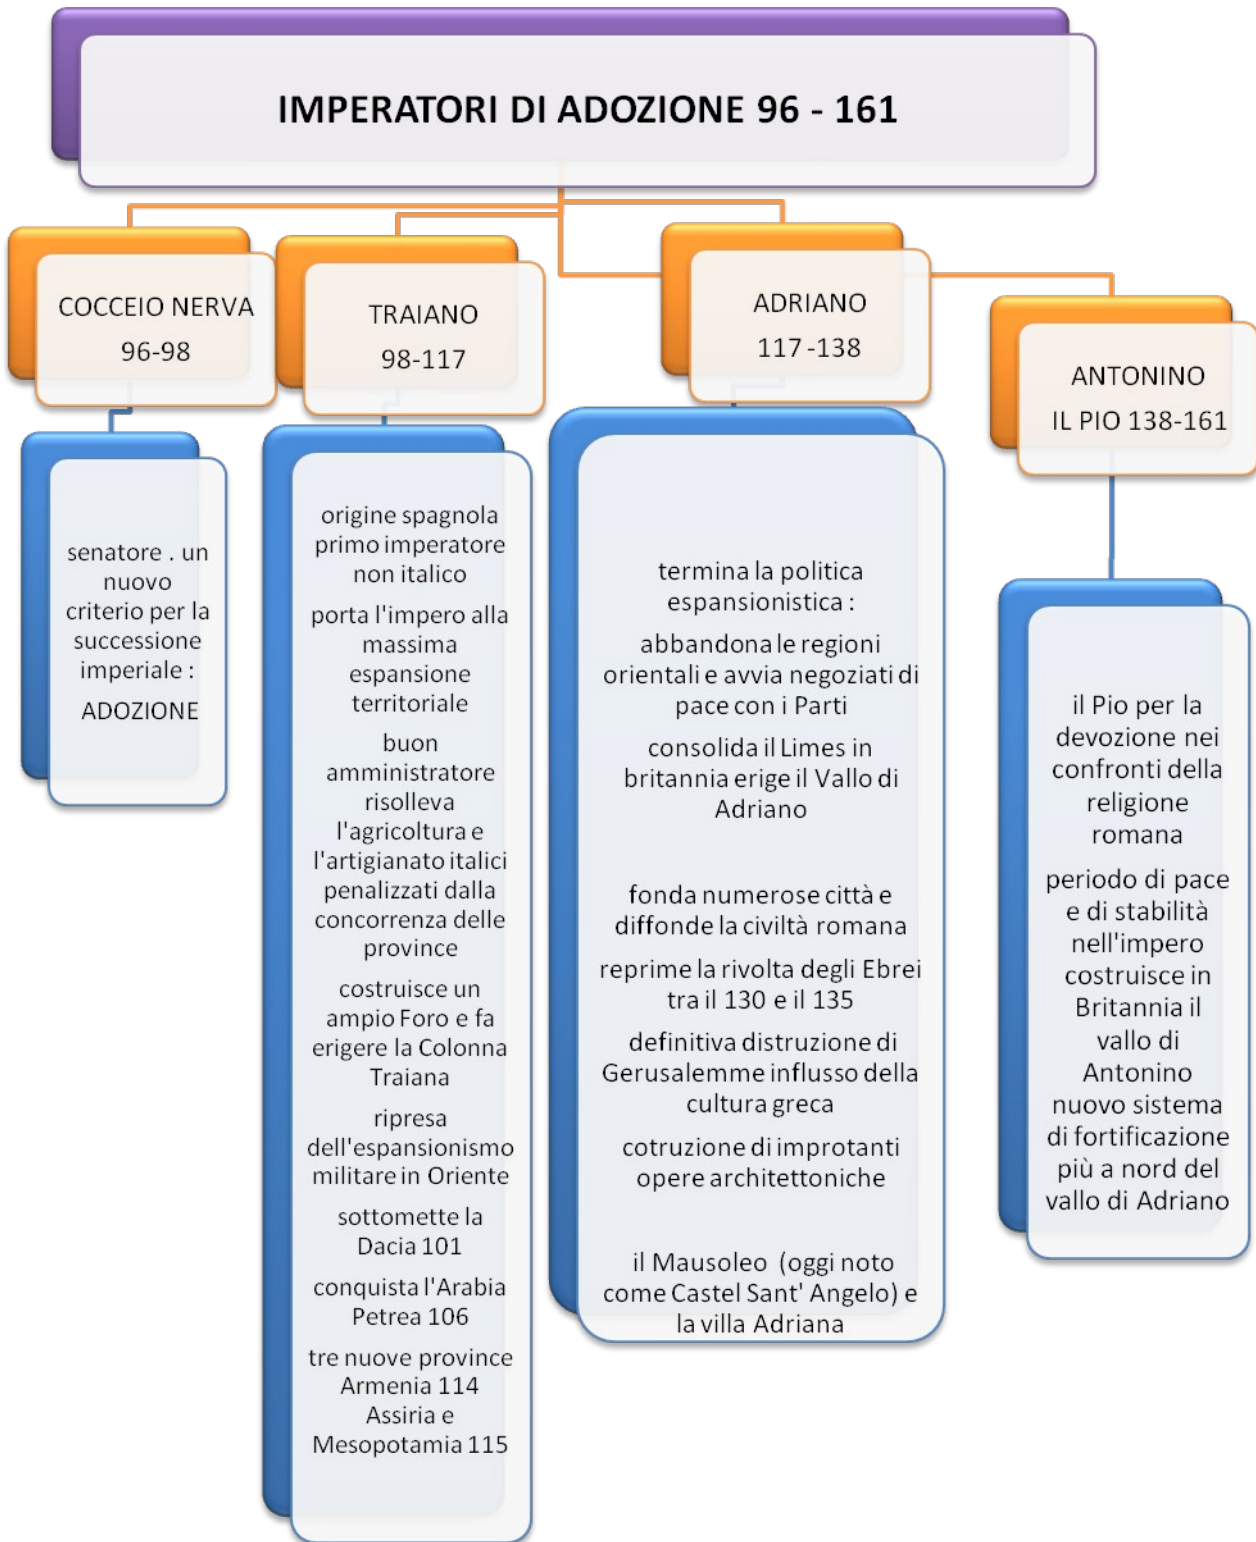 IMPERATORI DI ADOZIONE 96 - 161
COCCEIO NERVA
96-98
TRAIANO
98-117
ADRIANO
117 -138
ANTONINO
IL PIO 138-161
senatore . un
nuovo
criterio per la
successione
imperiale :
ADOZIONE
origine spagnola
primo imperatore
non italico
porta l'impero alla
massima
espansione
territoriale
buon
amministratore
risolleva
l'agricoltura e
l'artigianato italici
penalizzati dalla
concorrenza delle
province
costruisce un
ampio Foro e fa
erigere la Colonna
Traiana
ripresa
dell'espansionismo
militare in Oriente
sottomette la
Dacia 101
conquista l'Arabia
Petrea 106
tre nuove province
Armenia 114
Assiria e
Mesopotamia 115
termina la politica
espansionistica :
abbandona le regioni
orientali e avvia negoziati di
pace con i Parti
consolida il Limes in
britannia erige il Vallo di
Adriano
fonda numerose città e
diffonde la civiltà romana
reprime la rivolta degli Ebrei
tra il 130 e il 135
definitiva distruzione di
Gerusalemme influsso della
cultura greca
cotruzione di improtanti
opere architettoniche
il Mausoleo (oggi noto
come Castel Sant' Angelo) e
la villa Adriana
il Pio per la
devozione nei
confronti della
religione
romana
periodo di pace
e di stabilità
nell'impero
costruisce in
Britannia il
vallo di
Antonino
nuovo sistema
di fortificazione
più a nord del
vallo di Adriano